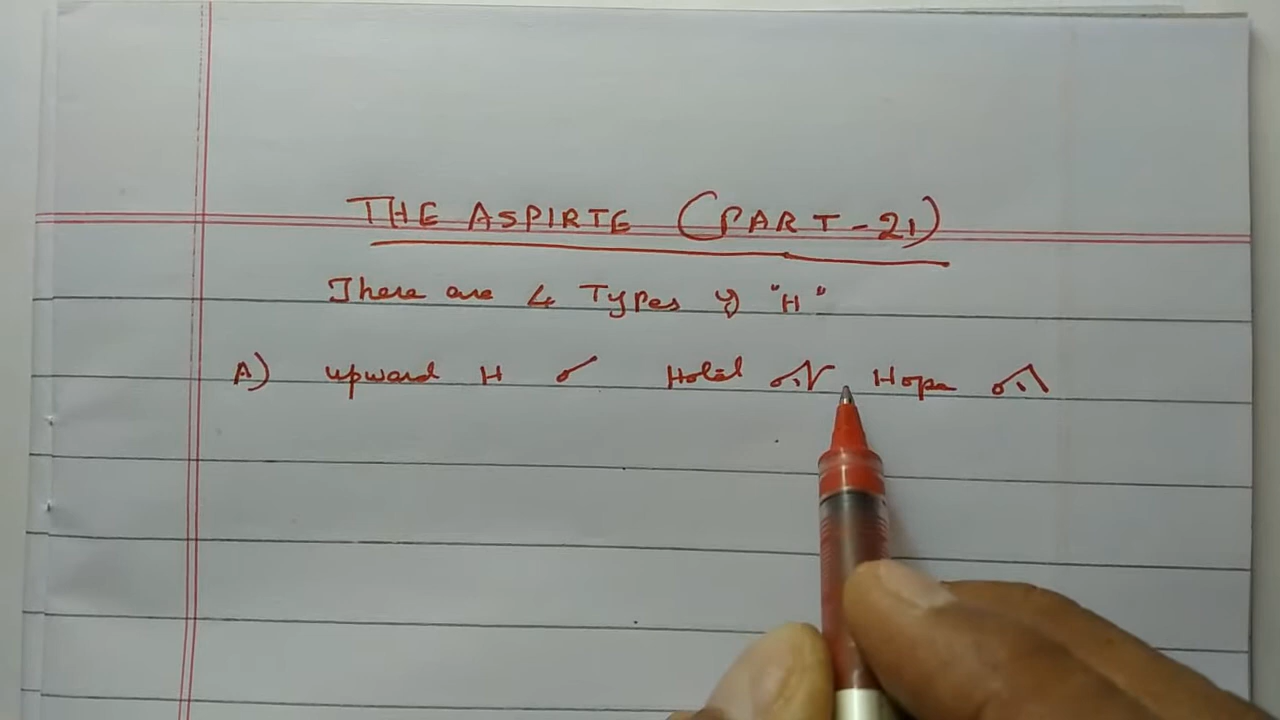 THE ASPIRTE (PART-21)
There are 4 Types of "H"
A) upward H Hotel Hope